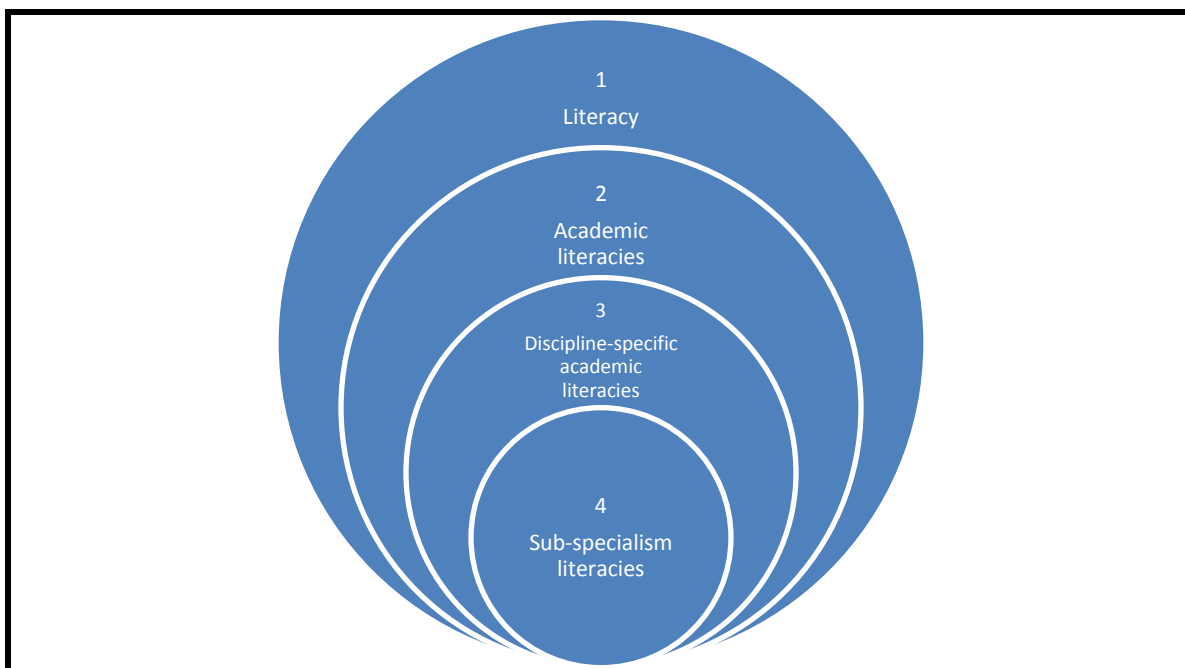 1
Literacy
2
Academic
literacies
3
Discipline-specific
academic
literacies
4
Sub-specialism
literacies